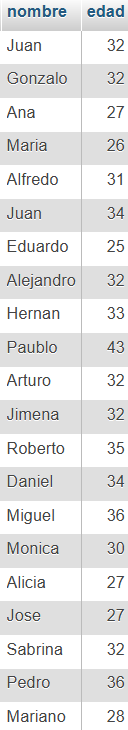 nombre edad
Juan 32
Gonzalo 32
Ana 27
Maria 26
Alfredo 31
Juan 34
Eduardo 25
Alejandro 32
Hernan 33
Paublo 43
Arturo 32
Jimena 32
Roberto 35
Daniel 34
Miguel 36
Monica 30
Alicia 27
Jose 27
Sabrina 32
Pedro 36
Mariano 28